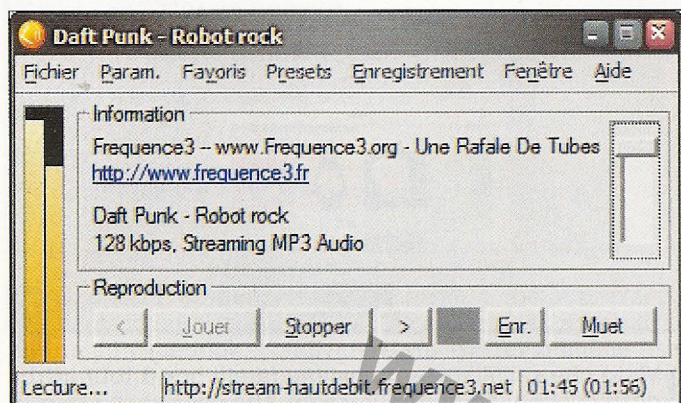 Daft Punk - Robot rock
Fichier Param. Favoris Presets Enregistrement Fenêtre Aide
Information
Frequence3 -- www.Frequence3.org - Une Rafale De Tubes
http://www.frequence3.fr
Daft Punk - Robot rock
128 kbps, Streaming MP3 Audio
Reproduction
< Jouer Stopper > Enr. Muet
Lecture... http://stream-hautdebit.frequence3.net 01:45 (01:56)